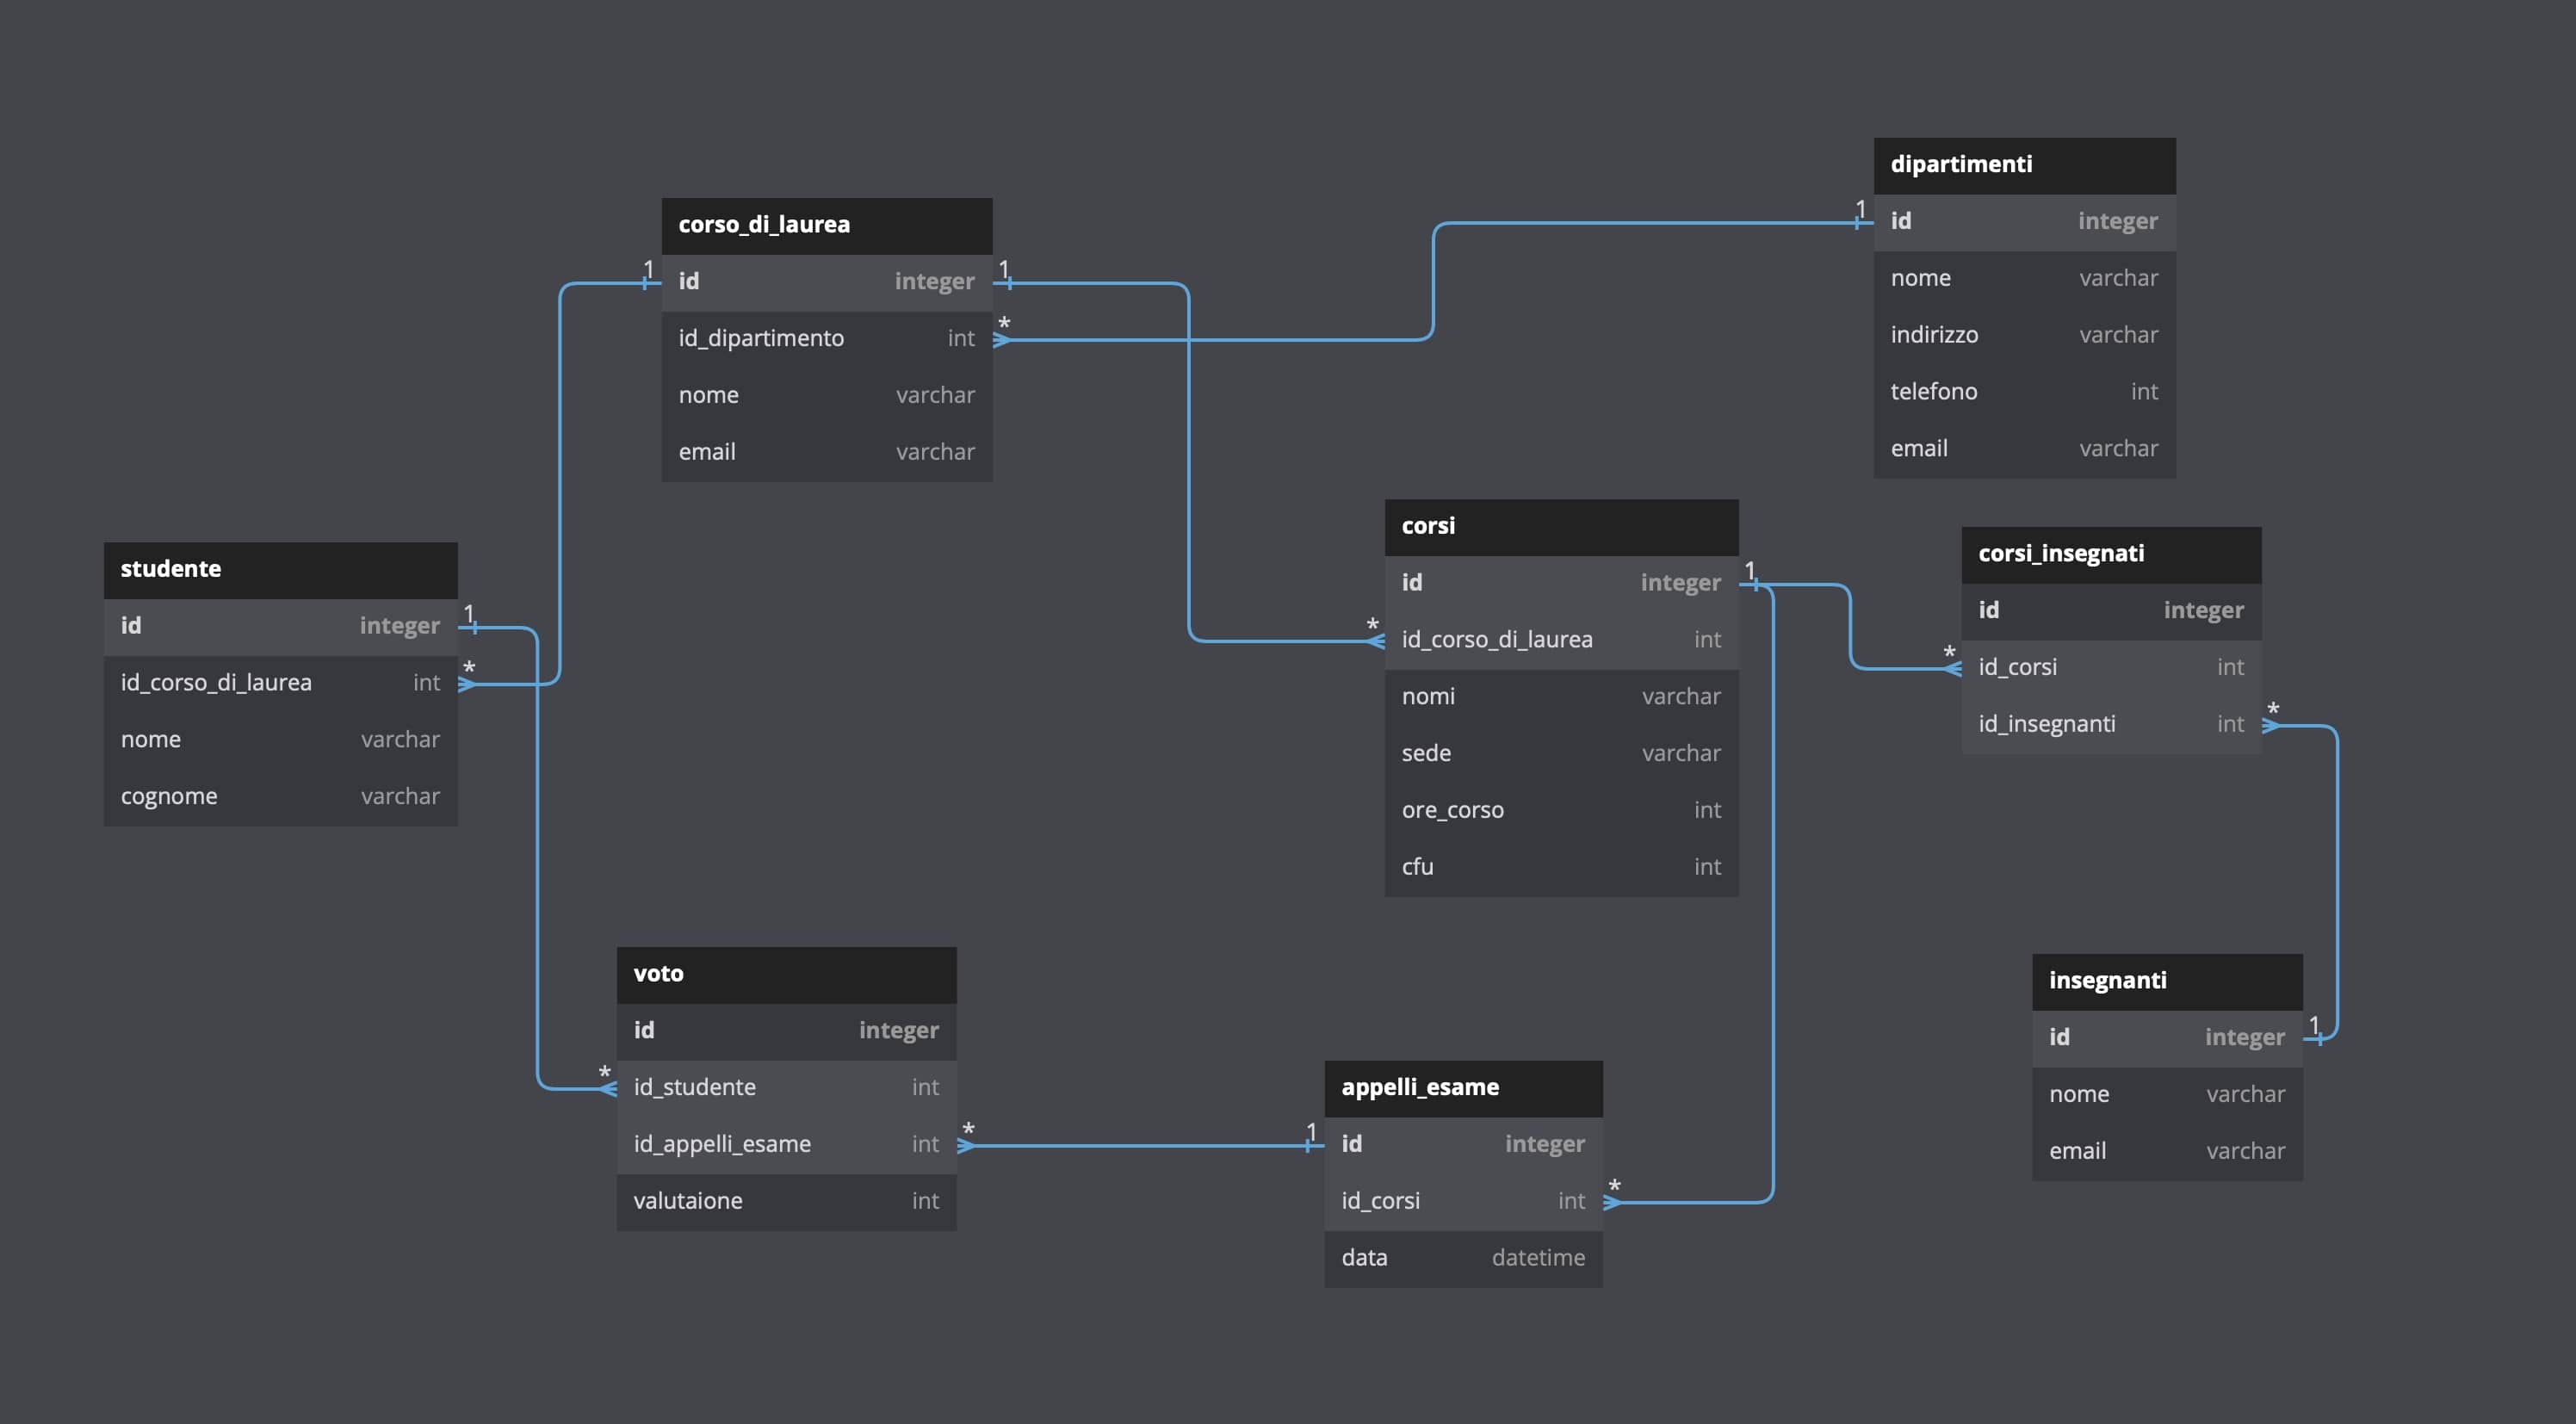 dipartimenti
id integer
nome varchar
indirizzo varchar
telefono int
email varchar
corso_di_laurea
id integer
id_dipartimento int
nome varchar
email varchar
1
1
*
1
corsi
id integer
id_corso_di_laurea int
nomi varchar
sede varchar
ore_corso int
cfu int
*
1
corsi_insegnati
id integer
id_corsi int
id_insegnanti int
*
*
studente
id integer
id_corso_di_laurea int
nome varchar
cognome varchar
1
*
voto
id integer
id_studente int
id_appelli_esame int
valutaione int
*
*
appelli_esame
id integer
id_corsi int
data datetime
1
*
insegnanti
id integer
nome varchar
email varchar
1